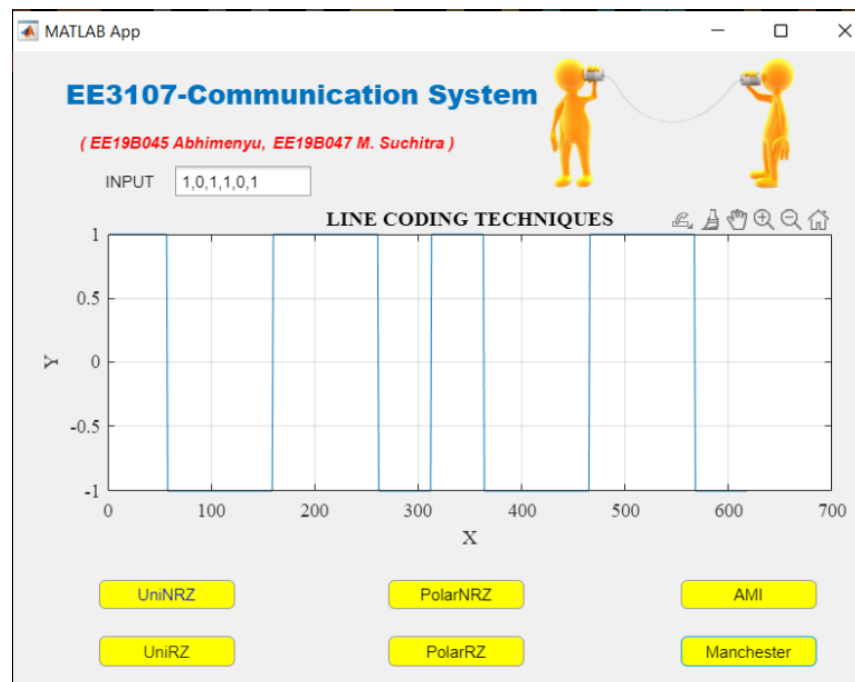 MATLAB App
EE3107-Communication System
( EE19B045 Abhimenyu, EE19B047 M. Suchitra )
INPUT 1,0,1,1,0,1
LINE CODING TECHNIQUES
1
0.5
0
-0.5
-1
Y
0 100 200 300 400 500 600 700
X
UniNRZ PolarNRZ AMI
UniRZ PolarRZ Manchester